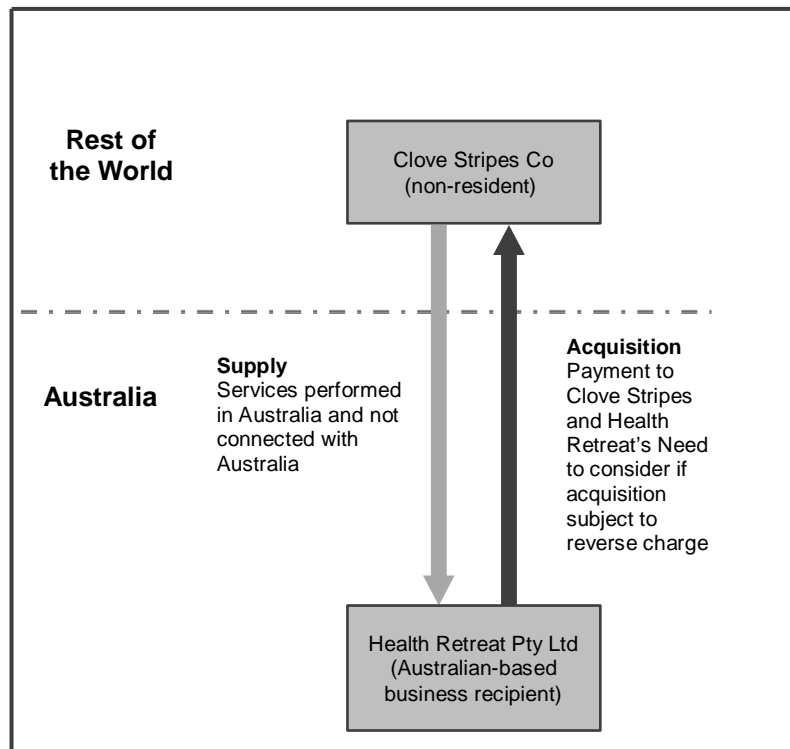 Rest of
the World
Clove Stripes Co
(non-resident)
Australia
Supply
Services performed
in Australia and not
connected with
Australia
Acquisition
Payment to
Clove Stripes
and Health
Retreat’s Need
to consider if
acquisition
subject to
reverse charge
Health Retreat Pty Ltd
(Australian-based
business recipient)